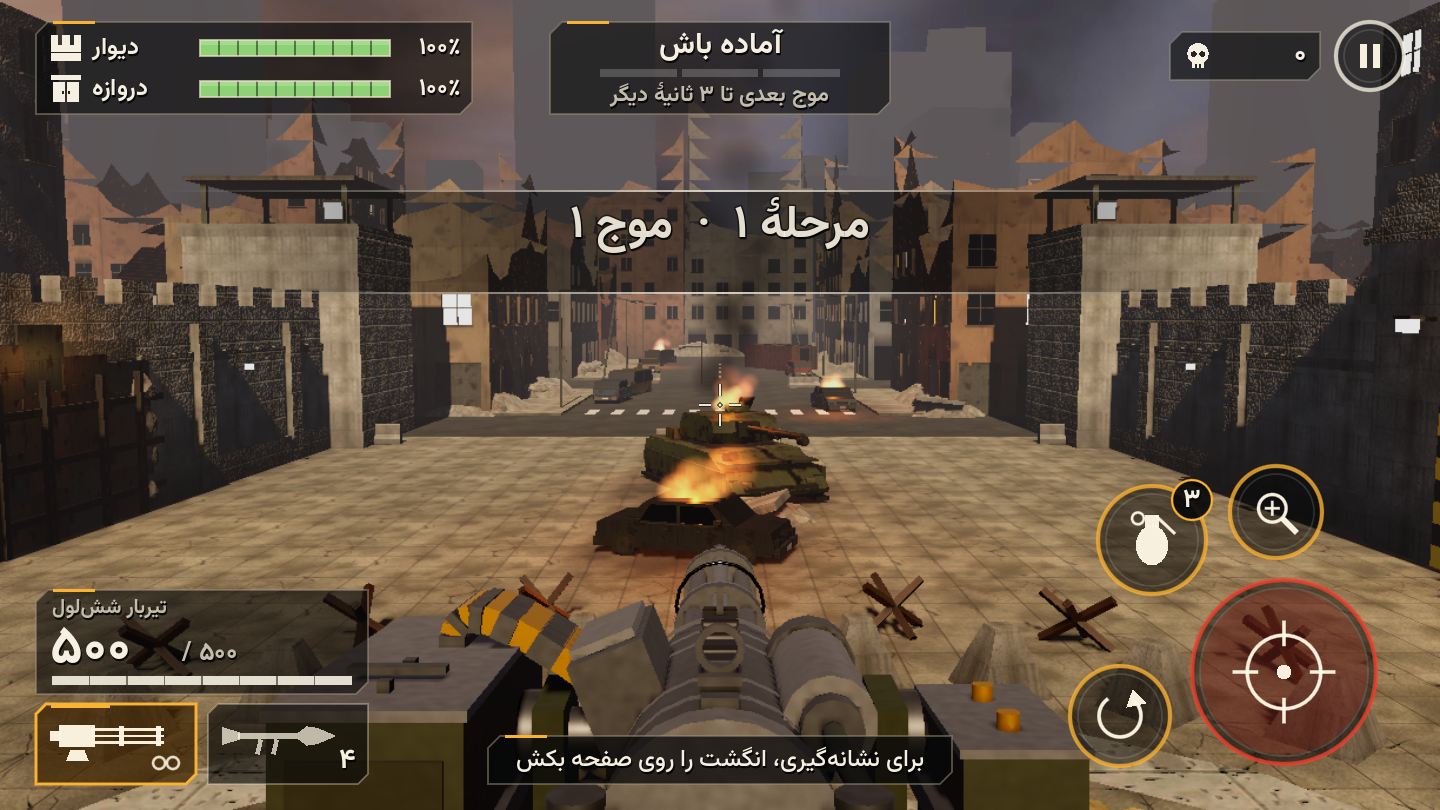 دیوار ۱۰۰٪
دروازه ۱۰۰٪
آماده باش
موج بعدی تا ۳ ثانیهٔ دیگر
۰
مرحلهٔ ۱ · موج ۱
۳
تیربار شش‌لول
۵۰۰ / ۵۰۰
∞
۴
برای نشانه‌گیری، انگشت را روی صفحه بکش